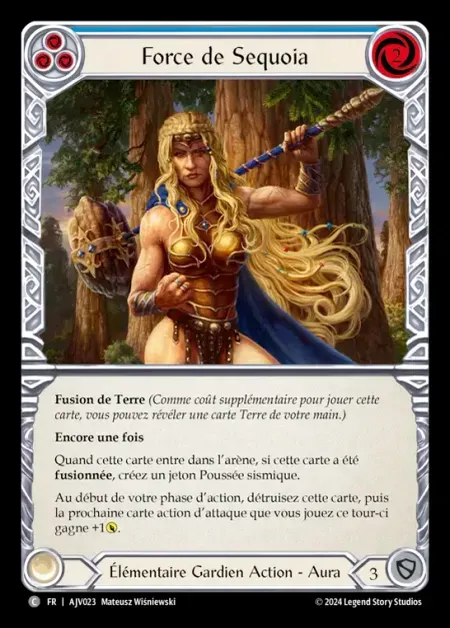 Force de Sequoia
2
Fusion de Terre (Comme coût supplémentaire pour jouer cette
carte, vous pouvez révéler une carte Terre de votre main.)
Encore une fois
Quand cette carte entre dans l'arène, si cette carte a été
fusionnée, créez un jeton Poussée sismique.
Au début de votre phase d'action, détruisez cette carte, puis
la prochaine carte action d'attaque que vous jouez ce tour-ci
gagne +1.
Élémentaire Gardien Action - Aura
3
C FR | AJV023 Mateusz Wiśniewski
© 2024 Legend Story Studios